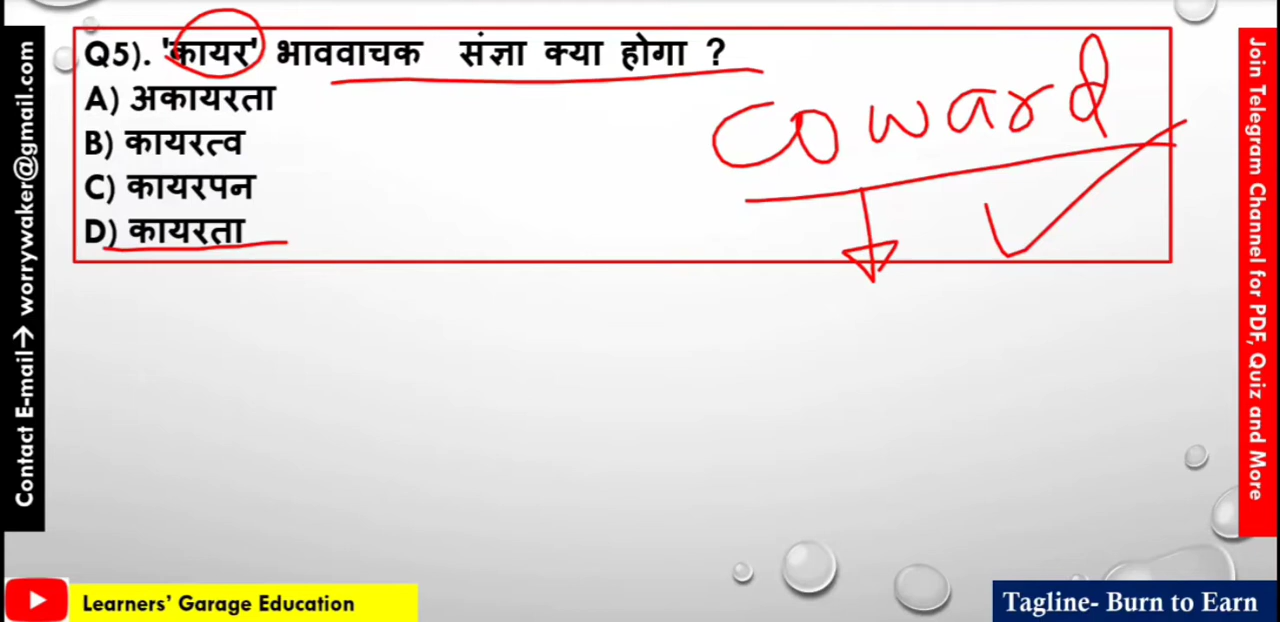 Q5). 'कायर' भाववाचक संज्ञा क्या होगा ?
A) अकायरता
B) कायरत्व
C) कायरपन
D) कायरता
coward
Contact E-mail→ worrywaker@gmail.com
Join Telegram Channel for PDF, Quiz and More
Learners' Garage Education
Tagline- Burn to Earn